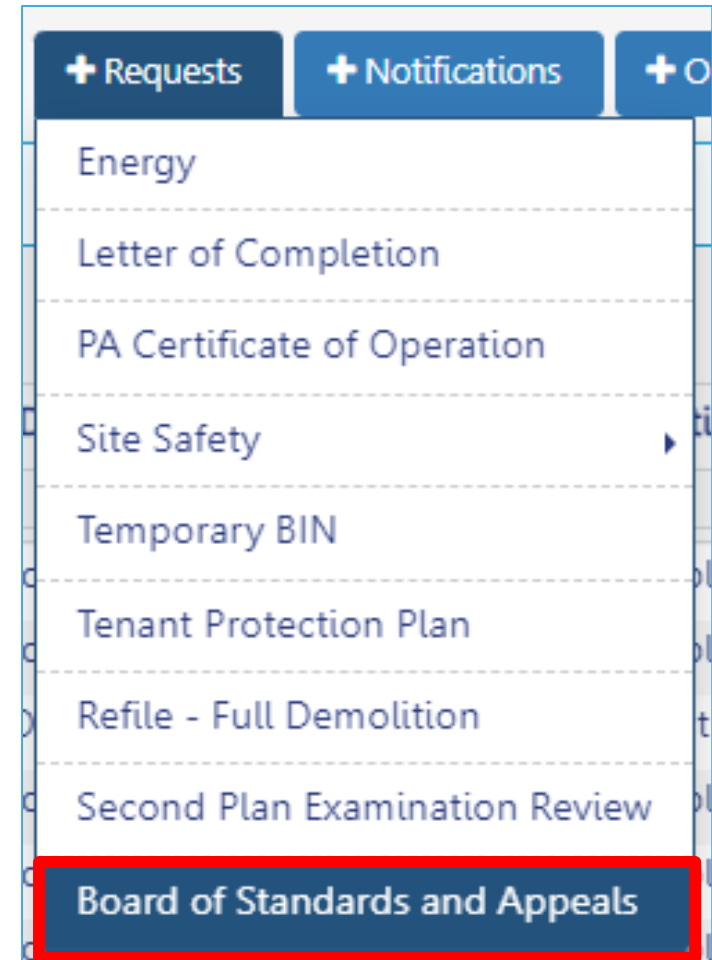 + Requests + Notifications + O
Energy
Letter of Completion
PA Certificate of Operation
Site Safety
Temporary BIN
Tenant Protection Plan
Refile - Full Demolition
Second Plan Examination Review
Board of Standards and Appeals